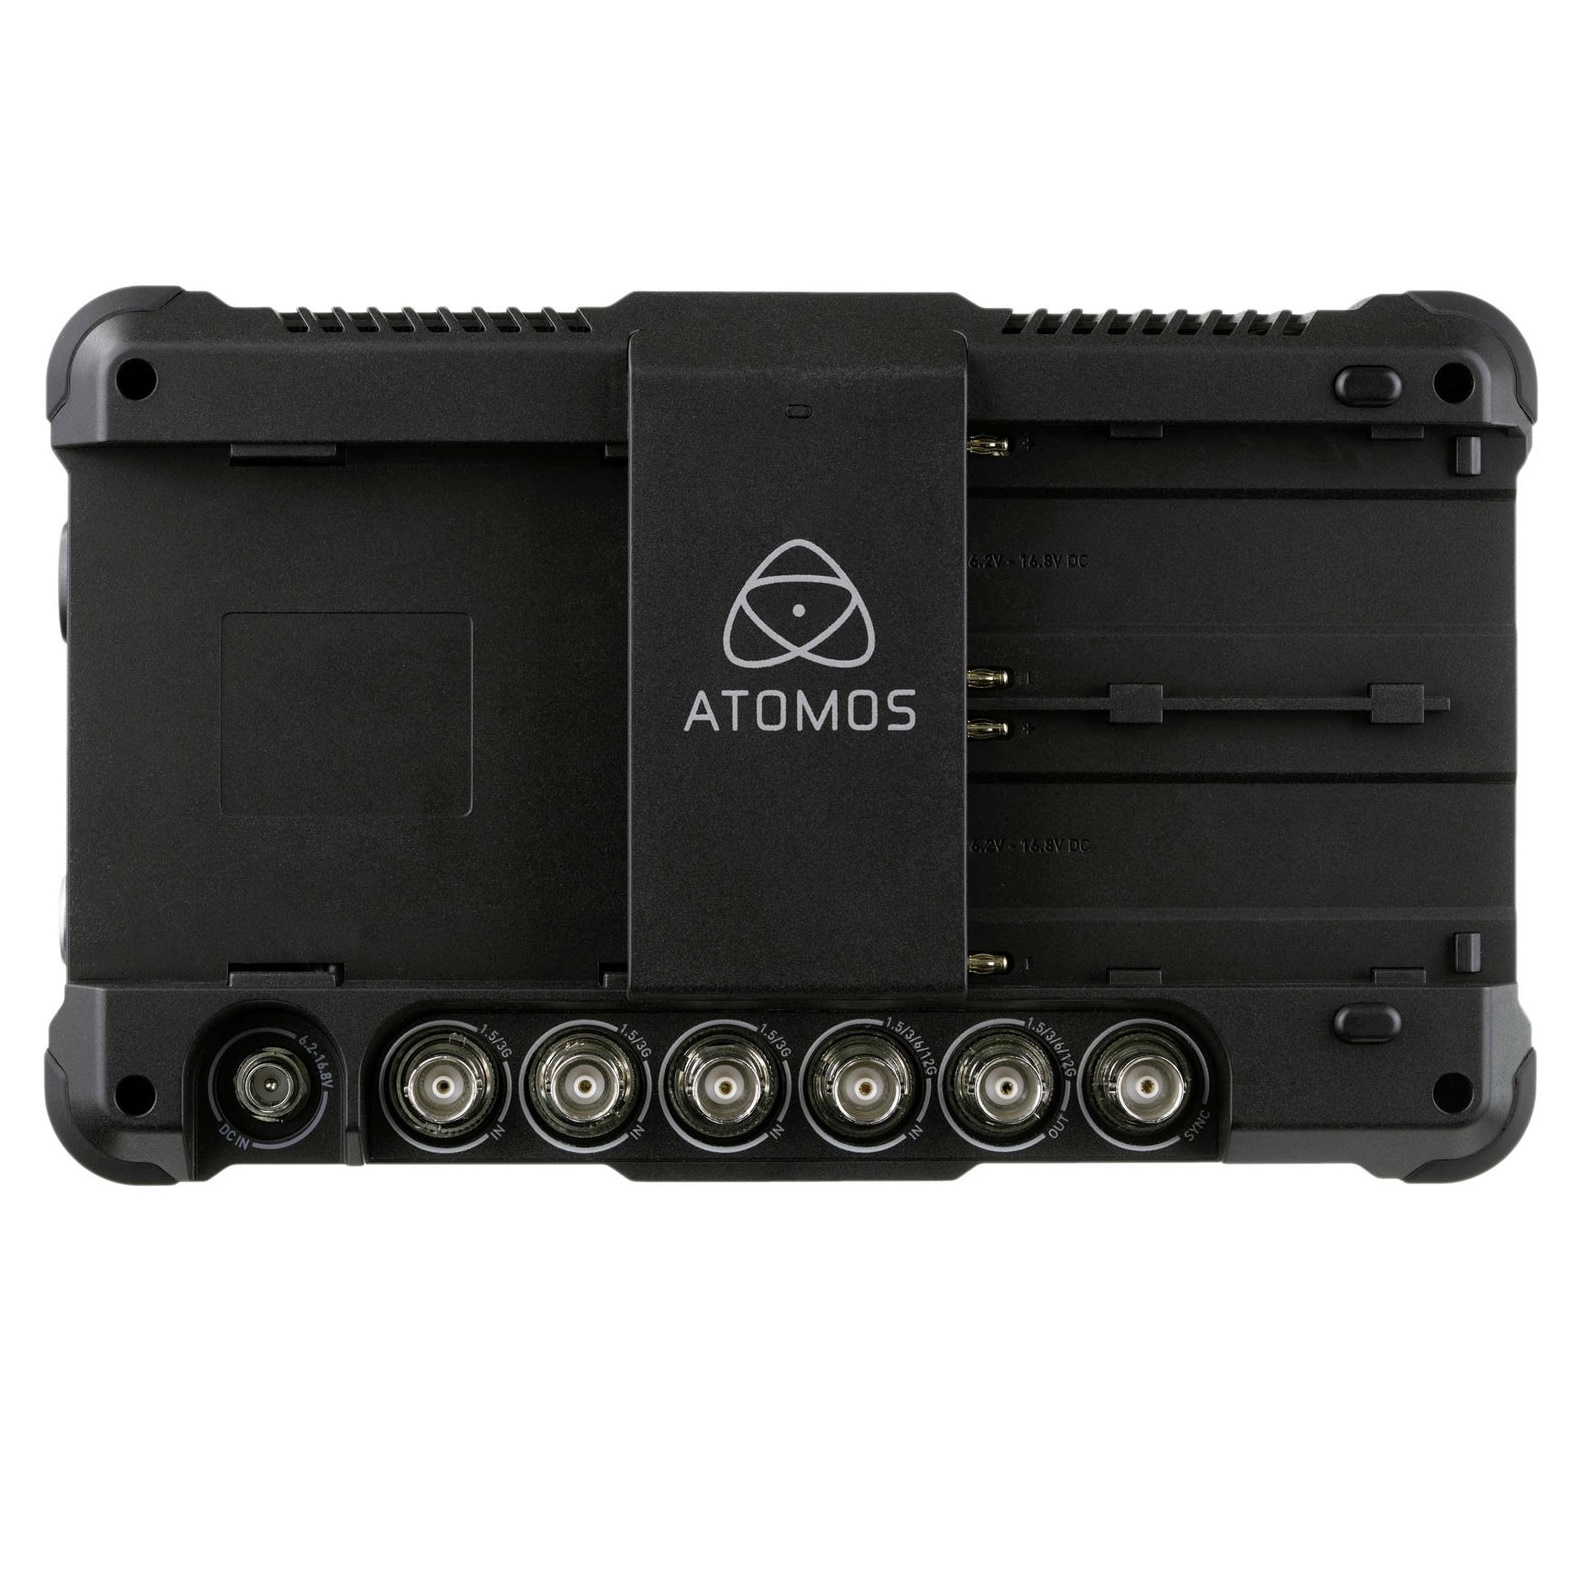 +
6.2V - 16.8V DC
ATOMOS
+
6.2V - 16.8V DC
6.2-16.8V
DC IN
1.5/3G
IN
1.5/3G
IN
1.5/3G
IN
1.5/3/6/12G
IN
1.5/3/6/12G
OUT
SYNC